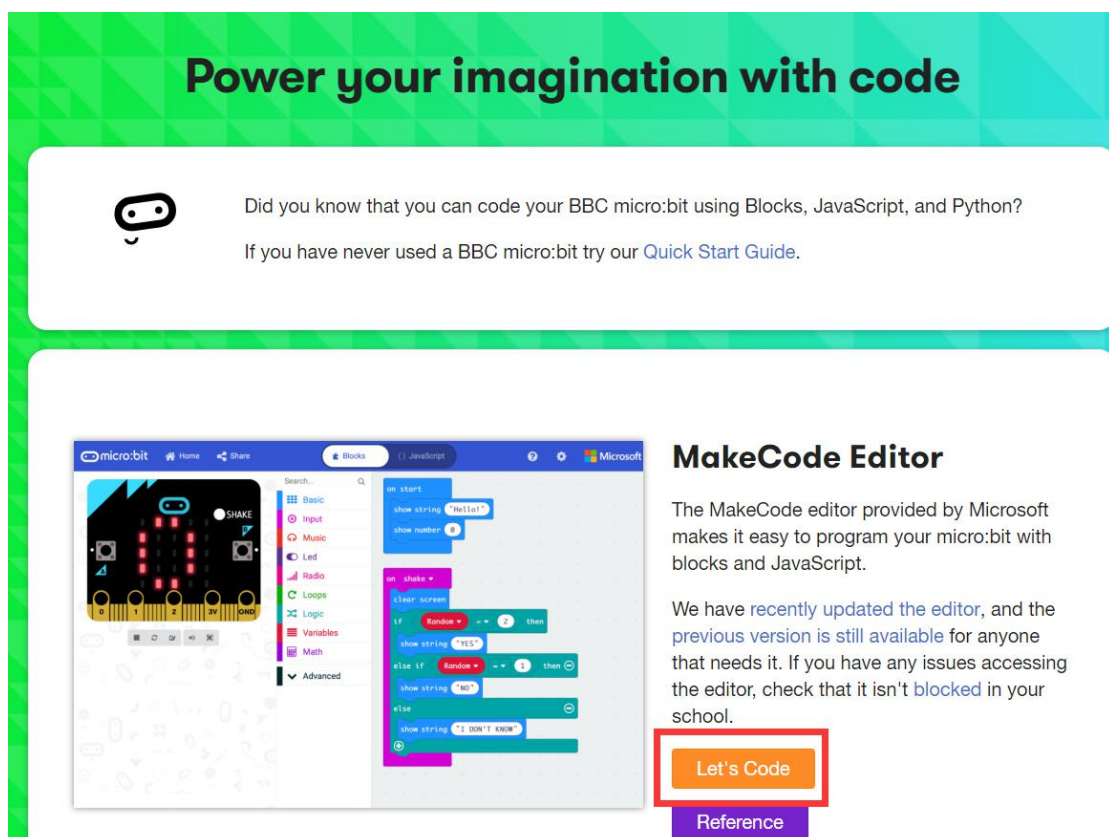 Power your imagination with code
Did you know that you can code your BBC micro:bit using Blocks, JavaScript, and Python?
If you have never used a BBC micro:bit try our Quick Start Guide.
micro:bit Home Share Blocks {} JavaScript Microsoft
SHAKE
A
B
0 1 2 3V GND
Search...
Basic
Input
Music
Led
Radio
Loops
Logic
Variables
Math
Advanced
on start
show string "Hello!"
show number 0
on shake
clear screen
if Random = 2 then
show string "YES"
else if Random = 1 then
show string "NO"
else
show string "I DON'T KNOW"
MakeCode Editor
The MakeCode editor provided by Microsoft
makes it easy to program your micro:bit with
blocks and JavaScript.
We have recently updated the editor, and the
previous version is still available for anyone
that needs it. If you have any issues accessing
the editor, check that it isn't blocked in your
school.
Let's Code
Reference